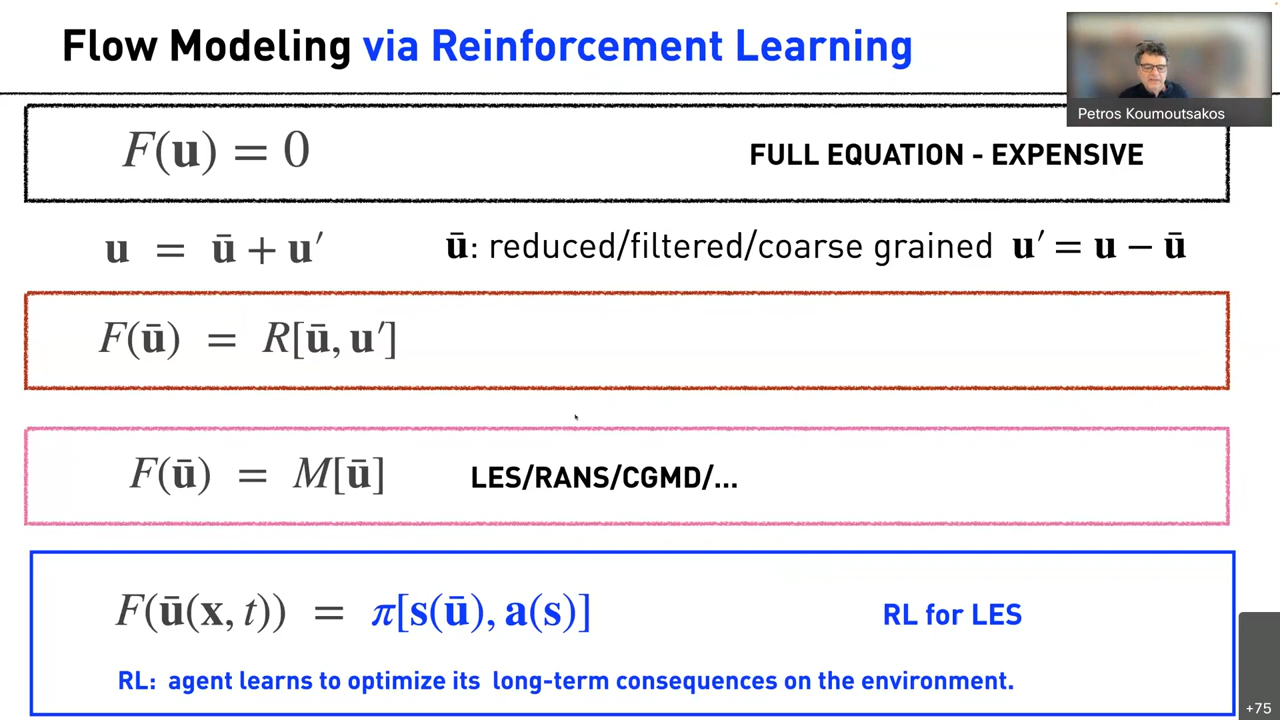 Flow Modeling via Reinforcement Learning
Petros Koumoutsakos
F(u) = 0 FULL EQUATION - EXPENSIVE
u = ū + u′ ū: reduced/filtered/coarse grained u′ = u − ū
F(ū) = R[ū, u′]
F(ū) = M[ū] LES/RANS/CGMD/...
F(ū(x, t)) = π[s(ū), a(s)] RL for LES
RL: agent learns to optimize its long-term consequences on the environment.
+75